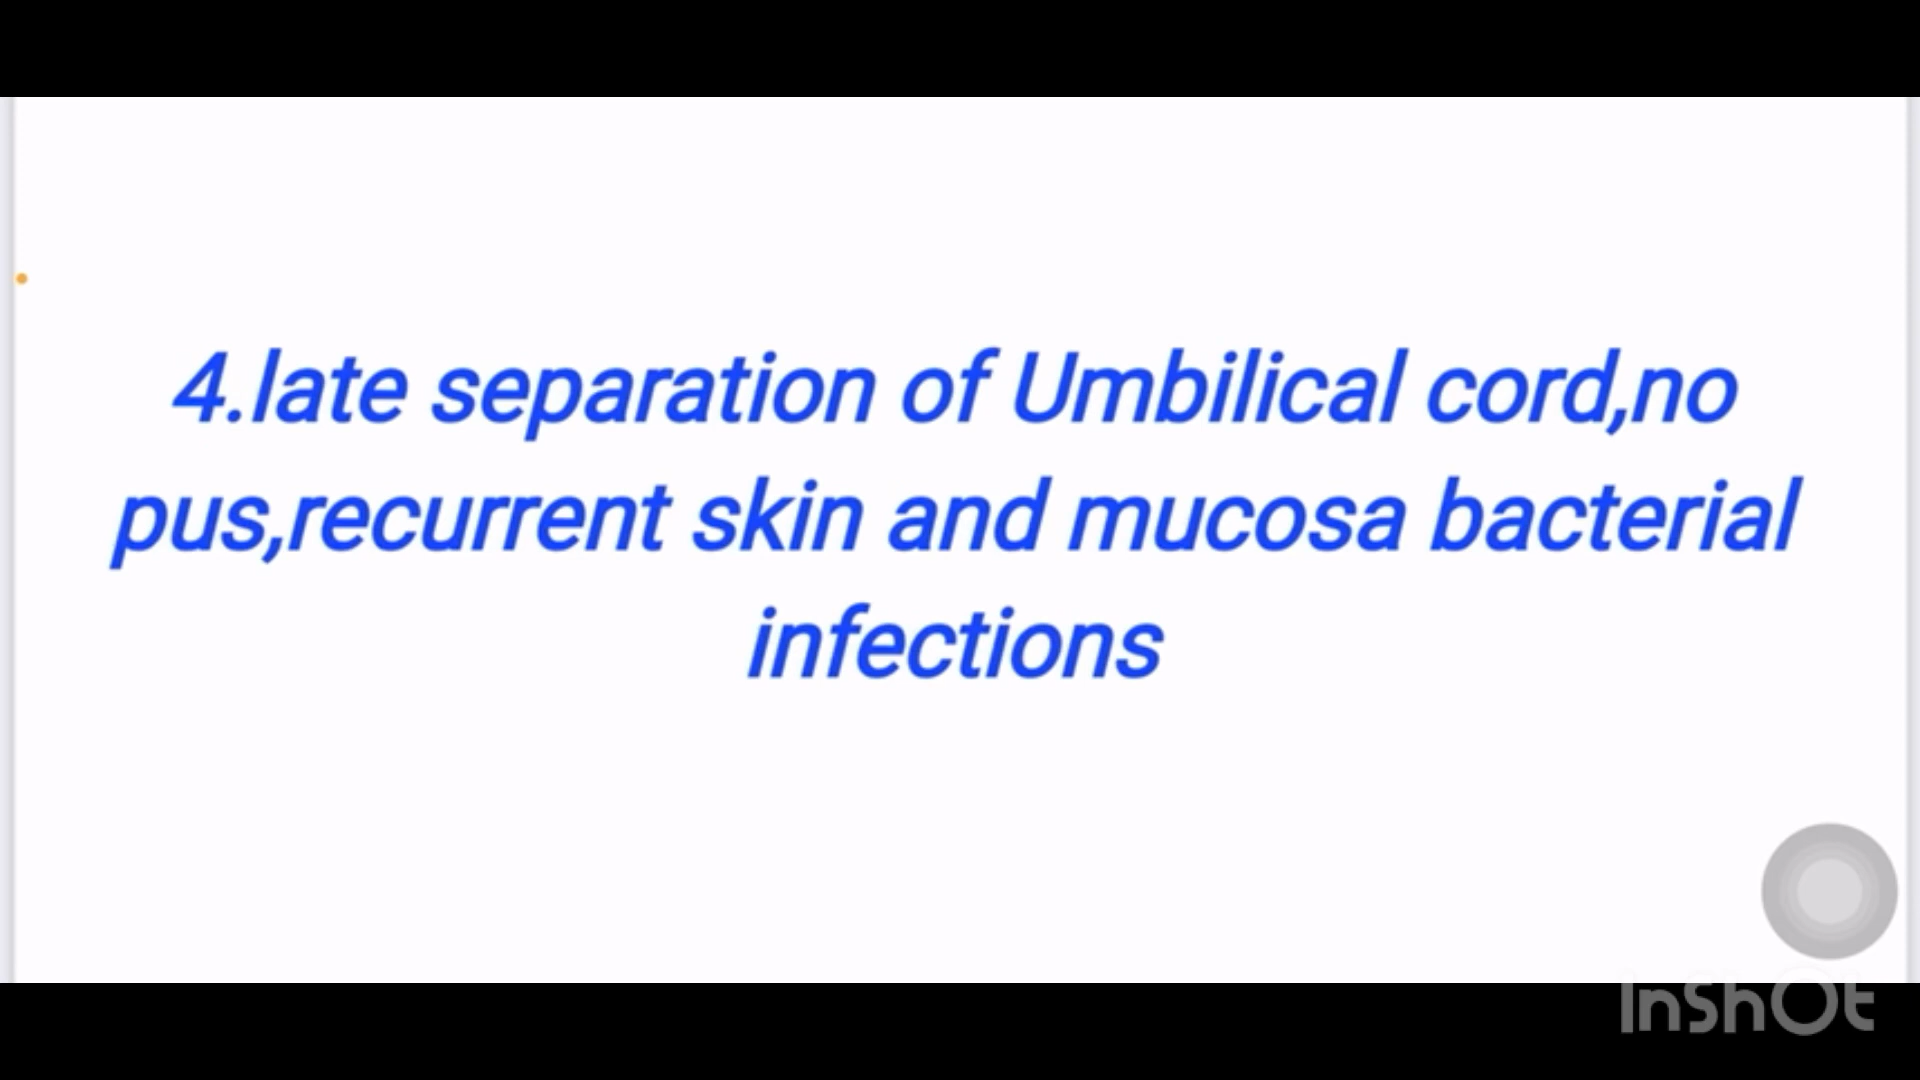 4.late separation of Umbilical cord,no
pus,recurrent skin and mucosa bacterial
infections
InShOt